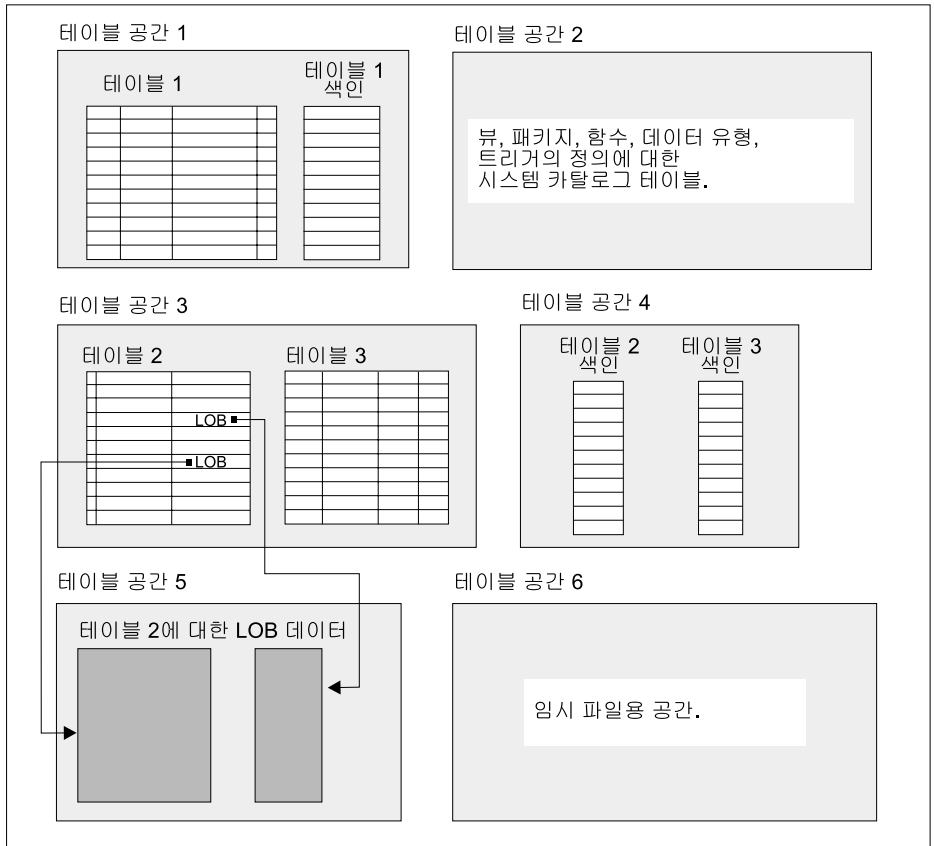 테이블 공간 1
테이블 1
테이블 1
색인
테이블 공간 2
뷰, 패키지, 함수, 데이터 유형,
트리거의 정의에 대한
시스템 카탈로그 테이블.
테이블 공간 3
테이블 2
LOB
LOB
테이블 3
테이블 공간 4
테이블 2
색인
테이블 3
색인
테이블 공간 5
테이블 2에 대한 LOB 데이터
테이블 공간 6
임시 파일용 공간.